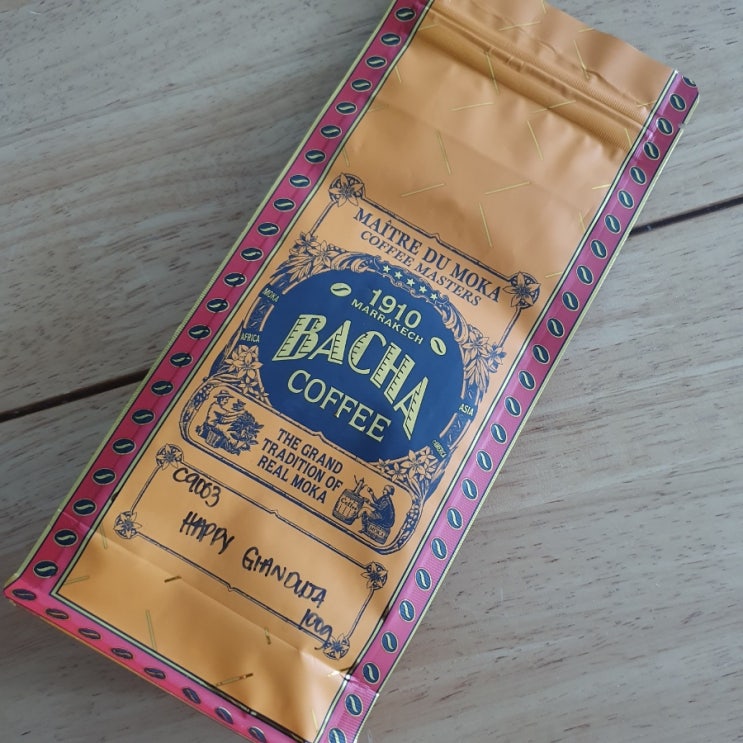 MAÎTRE DU MOKA
COFFEE MASTERS
1910
MARRAKECH
MOKA
AFRICA
BACHA
COFFEE
ASIA
THE GRAND
TRADITION OF
REAL MOKA
C9083
HAPPY GIANDUJA
100g